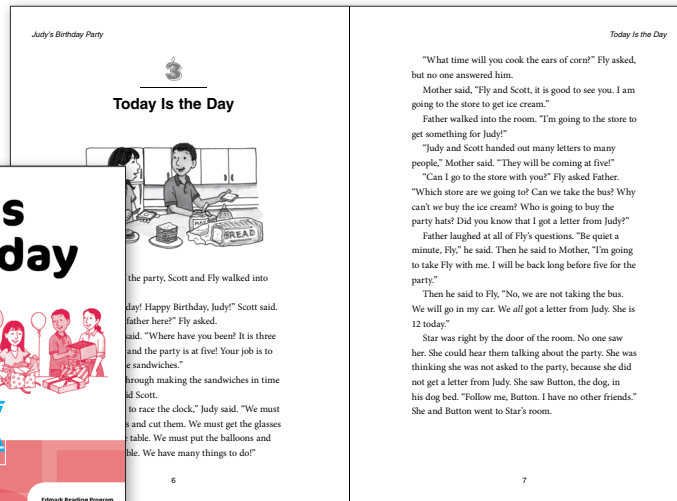 Judy's Birthday Party
3
Today Is the Day
MAYO
BREAD
the party, Scott and Fly walked into
day! Happy Birthday, Judy!” Scott said.
father here?” Fly asked.
said. “Where have you been? It is three
and the party is at five! Your job is to
sandwiches.”
through making the sandwiches in time
Scott.
to race the clock,” Judy said. “We must
and cut them. We must get the glasses
table. We must put the balloons and
We have many things to do!”
6
s
day
Edmark Reading Program
Today Is the Day
“What time will you cook the ears of corn?” Fly asked,
but no one answered him.
Mother said, “Fly and Scott, it is good to see you. I am
going to the store to get ice cream.”
Father walked into the room. “I'm going to the store to
get something for Judy!”
“Judy and Scott handed out many letters to many
people,” Mother said. “They will be coming at five!”
“Can I go to the store with you?” Fly asked Father.
“Which store are we going to? Can we take the bus? Why
can't we buy the ice cream? Who is going to buy the
party hats? Did you know that I got a letter from Judy?”
Father laughed at all of Fly's questions. “Be quiet a
minute, Fly,” he said. Then he said to Mother, “I'm going
to take Fly with me. I will be back long before five for the
party.”
Then he said to Fly, “No, we are not taking the bus.
We will go in my car. We all got a letter from Judy. She is
12 today.”
Star was right by the door of the room. No one saw
her. She could hear them talking about the party. She was
thinking she was not asked to the party, because she did
not get a letter from Judy. She saw Button, the dog, in
his dog bed. “Follow me, Button. I have no other friends.”
She and Button went to Star's room.
7